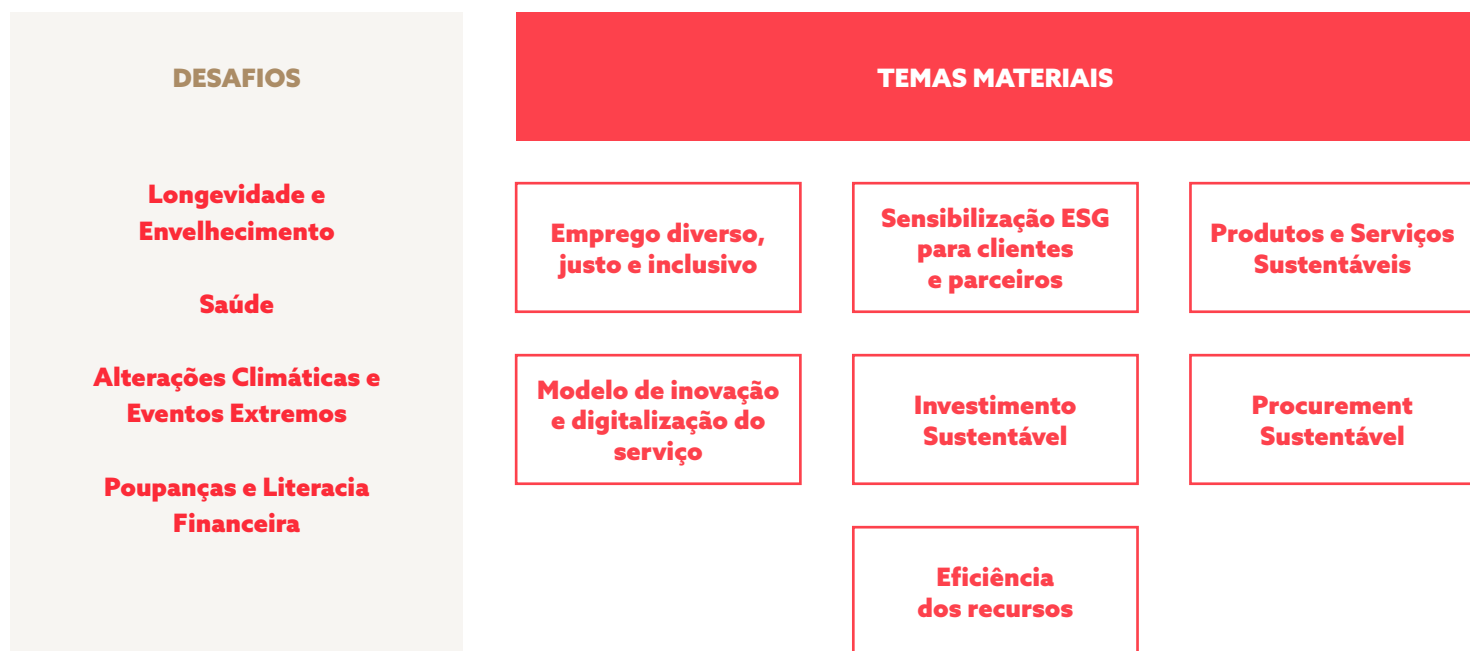 DESAFIOS
Longevidade e
Envelhecimento
Saúde
Alterações Climáticas e
Eventos Extremos
Poupanças e Literacia
Financeira
TEMAS MATERIAIS
Emprego diverso,
justo e inclusivo
Sensibilização ESG
para clientes
e parceiros
Produtos e Serviços
Sustentáveis
Modelo de inovação
e digitalização do
serviço
Investimento
Sustentável
Procurement
Sustentável
Eficiência
dos recursos